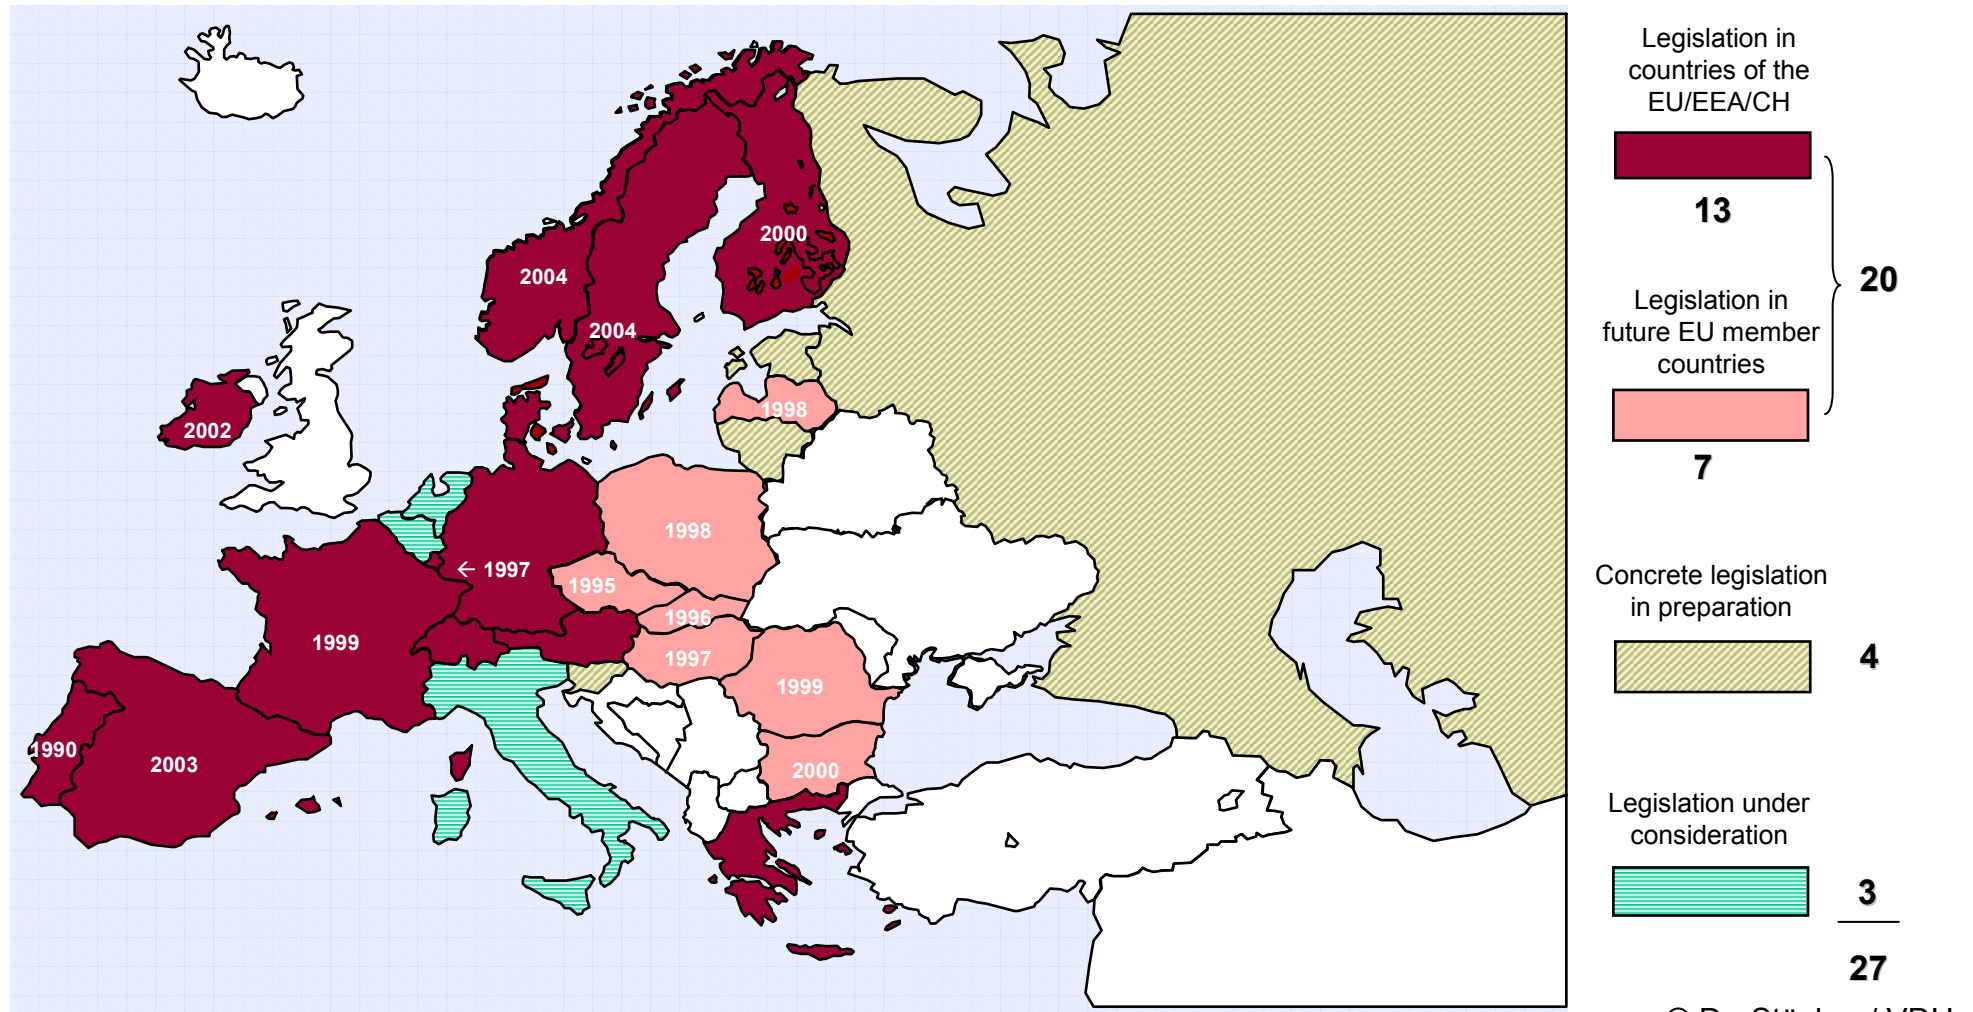 Legislation in
countries of the
EU/EEA/CH
13
20
Legislation in
future EU member
countries
7
Concrete legislation
in preparation
4
Legislation under
consideration
3
27
2000
2004
2004
2002
1998
1998
← 1997
1995
1996
1997
1999
1999
1990
2003
2000